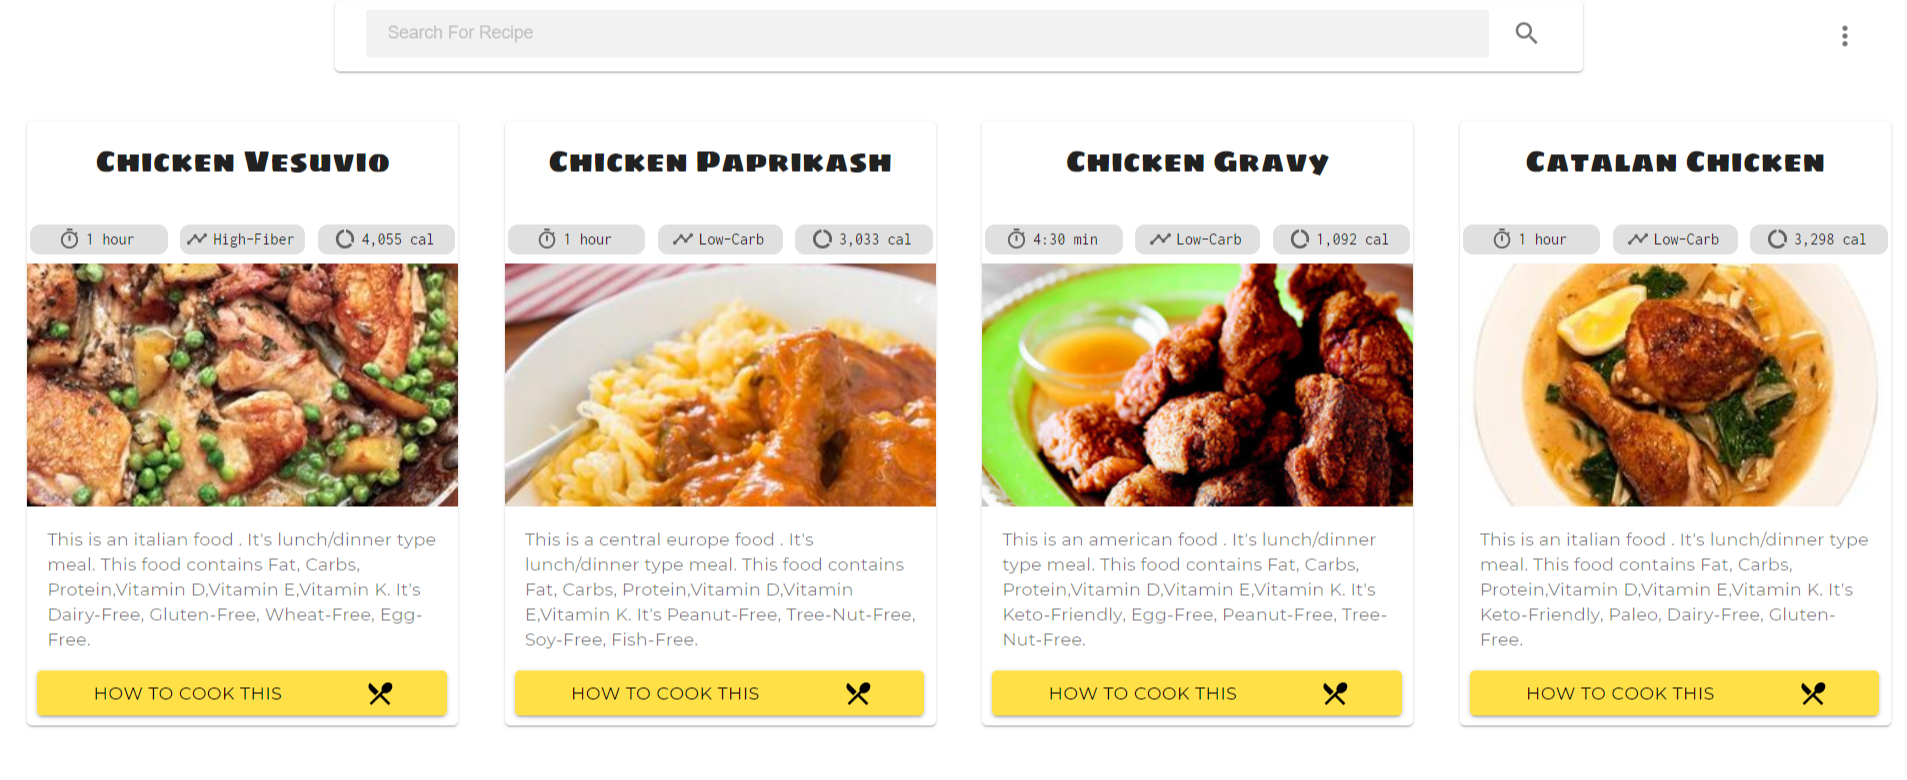 Search For Recipe
Chicken Vesuvio
1 hour High-Fiber 4,055 cal
This is an italian food . It's lunch/dinner type
meal. This food contains Fat, Carbs,
Protein,Vitamin D,Vitamin E,Vitamin K. It's
Dairy-Free, Gluten-Free, Wheat-Free, Egg-
Free.
HOW TO COOK THIS
Chicken Paprikash
1 hour Low-Carb 3,033 cal
This is a central europe food . It's
lunch/dinner type meal. This food contains
Fat, Carbs, Protein,Vitamin D,Vitamin
E,Vitamin K. It's Peanut-Free, Tree-Nut-Free,
Soy-Free, Fish-Free.
HOW TO COOK THIS
Chicken Gravy
4:30 min Low-Carb 1,092 cal
This is an american food . It's lunch/dinner
type meal. This food contains Fat, Carbs,
Protein,Vitamin D,Vitamin E,Vitamin K. It's
Keto-Friendly, Egg-Free, Peanut-Free, Tree-
Nut-Free.
HOW TO COOK THIS
Catalan Chicken
1 hour Low-Carb 3,298 cal
This is an italian food . It's lunch/dinner type
meal. This food contains Fat, Carbs,
Protein,Vitamin D,Vitamin E,Vitamin K. It's
Keto-Friendly, Paleo, Dairy-Free, Gluten-
Free.
HOW TO COOK THIS